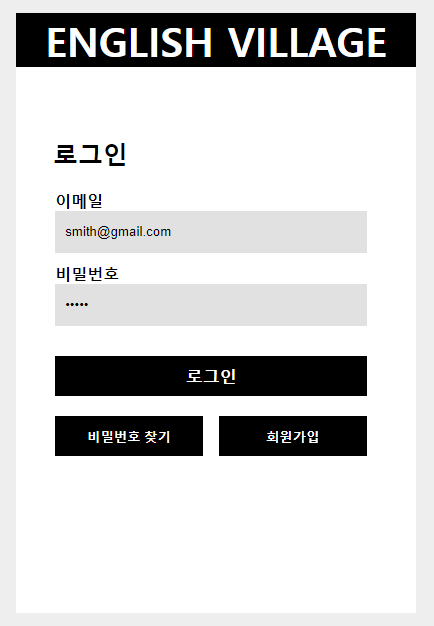 ENGLISH VILLAGE
로그인
이메일
smith@gmail.com
비밀번호
•••••
로그인
비밀번호 찾기
회원가입